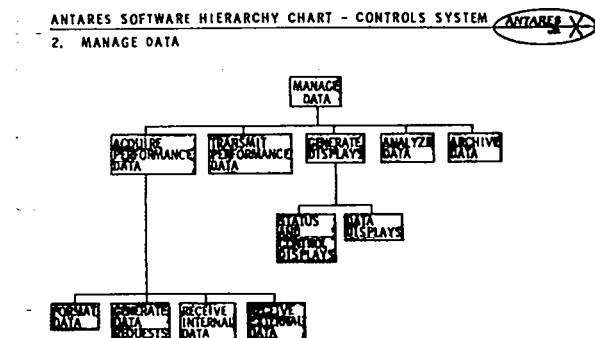 ANTARES SOFTWARE HIERARCHY CHART - CONTROLS SYSTEM
ANTARES
2. MANAGE DATA
MANAGE
DATA
ACQUIRE
PERFORMANCE
DATA
TRANSMIT
PERFORMANCE
DATA
GENERATE
DISPLAYS
ANALYZE
DATA
ARCHIVE
DATA
STATUS
AND
CONTROL
DISPLAYS
DATA
DISPLAYS
FORMAT
DATA
GENERATE
DATA
REQUESTS
RECEIVE
INTERNAL
DATA
RECEIVE
EXTERNAL
DATA